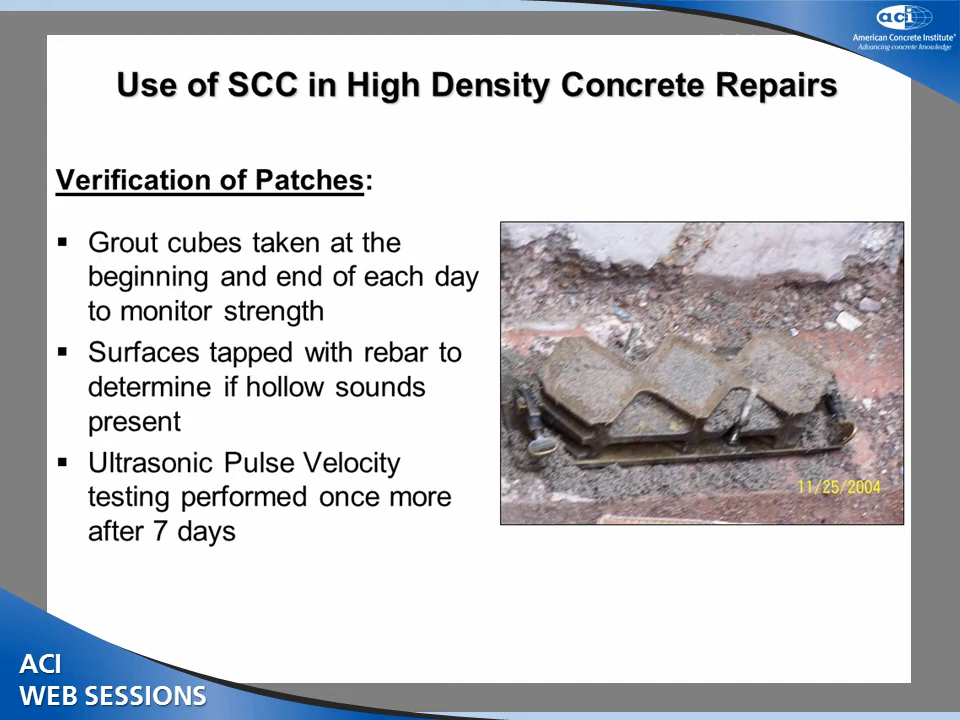 aci
American Concrete Institute®
Advancing concrete knowledge
Use of SCC in High Density Concrete Repairs
Verification of Patches:
▪ Grout cubes taken at the
beginning and end of each day
to monitor strength
▪ Surfaces tapped with rebar to
determine if hollow sounds
present
▪ Ultrasonic Pulse Velocity
testing performed once more
after 7 days
11/25/2004
ACI
WEB SESSIONS